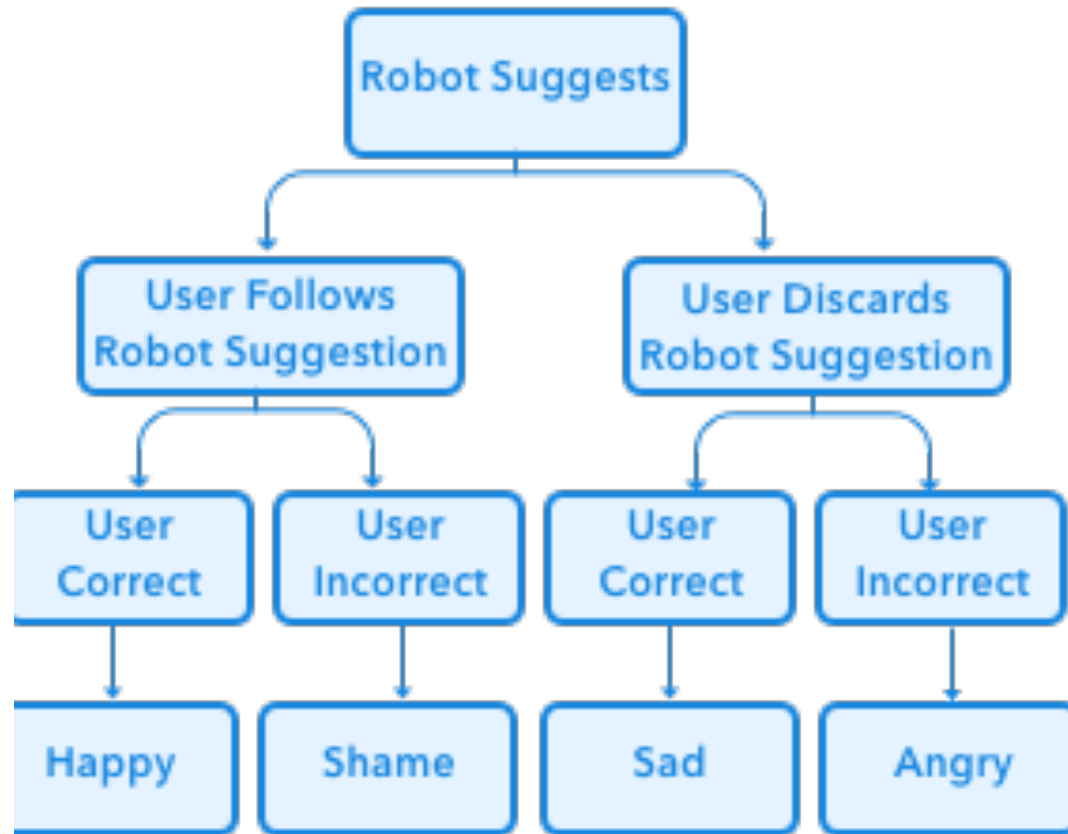 Robot Suggests
User Follows
Robot Suggestion
User Discards
Robot Suggestion
User
Correct
User
Incorrect
User
Correct
User
Incorrect
Happy
Shame
Sad
Angry